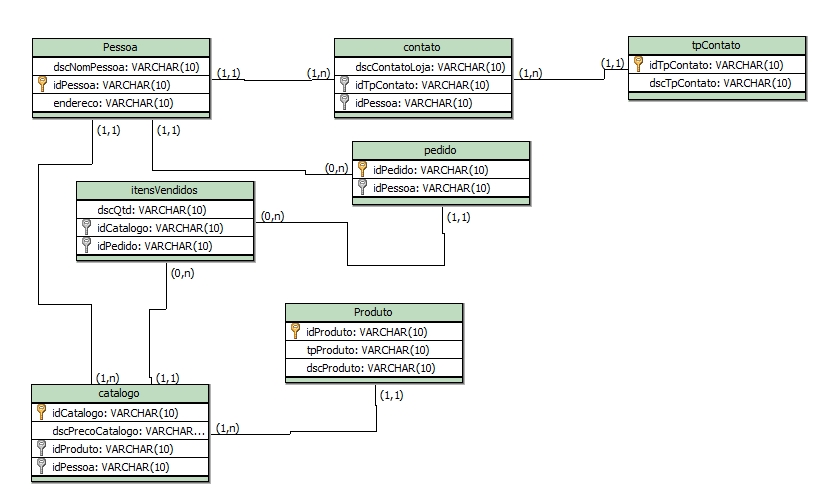 Pessoa
dscNomPessoa: VARCHAR(10)
idPessoa: VARCHAR(10)
endereco: VARCHAR(10)
(1,1)
(1,n)
contato
dscContatoLoja: VARCHAR(10)
idTpContato: VARCHAR(10)
idPessoa: VARCHAR(10)
(1,n)
(1,1)
tpContato
idTpContato: VARCHAR(10)
dscTpContato: VARCHAR(10)
(1,1)
(1,1)
(0,n)
pedido
idPedido: VARCHAR(10)
idPessoa: VARCHAR(10)
(1,1)
itensVendidos
dscQtd: VARCHAR(10)
idCatalogo: VARCHAR(10)
idPedido: VARCHAR(10)
(0,n)
(0,n)
Produto
idProduto: VARCHAR(10)
tpProduto: VARCHAR(10)
dscProduto: VARCHAR(10)
(1,1)
(1,n)
(1,1)
catalogo
idCatalogo: VARCHAR(10)
dscPrecoCatalogo: VARCHAR...
idProduto: VARCHAR(10)
idPessoa: VARCHAR(10)
(1,n)